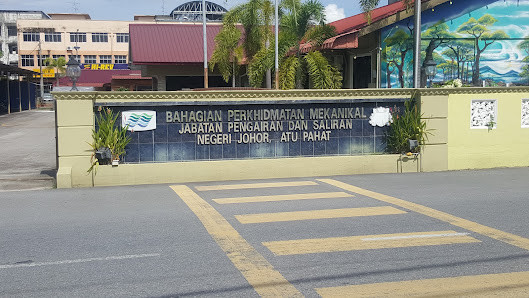 BAHAGIAN PERKHIDMATAN MEKANIKAL
JABATAN PENGAIRAN DAN SALIRAN
NEGERI JOHOR, ATU PAHAT